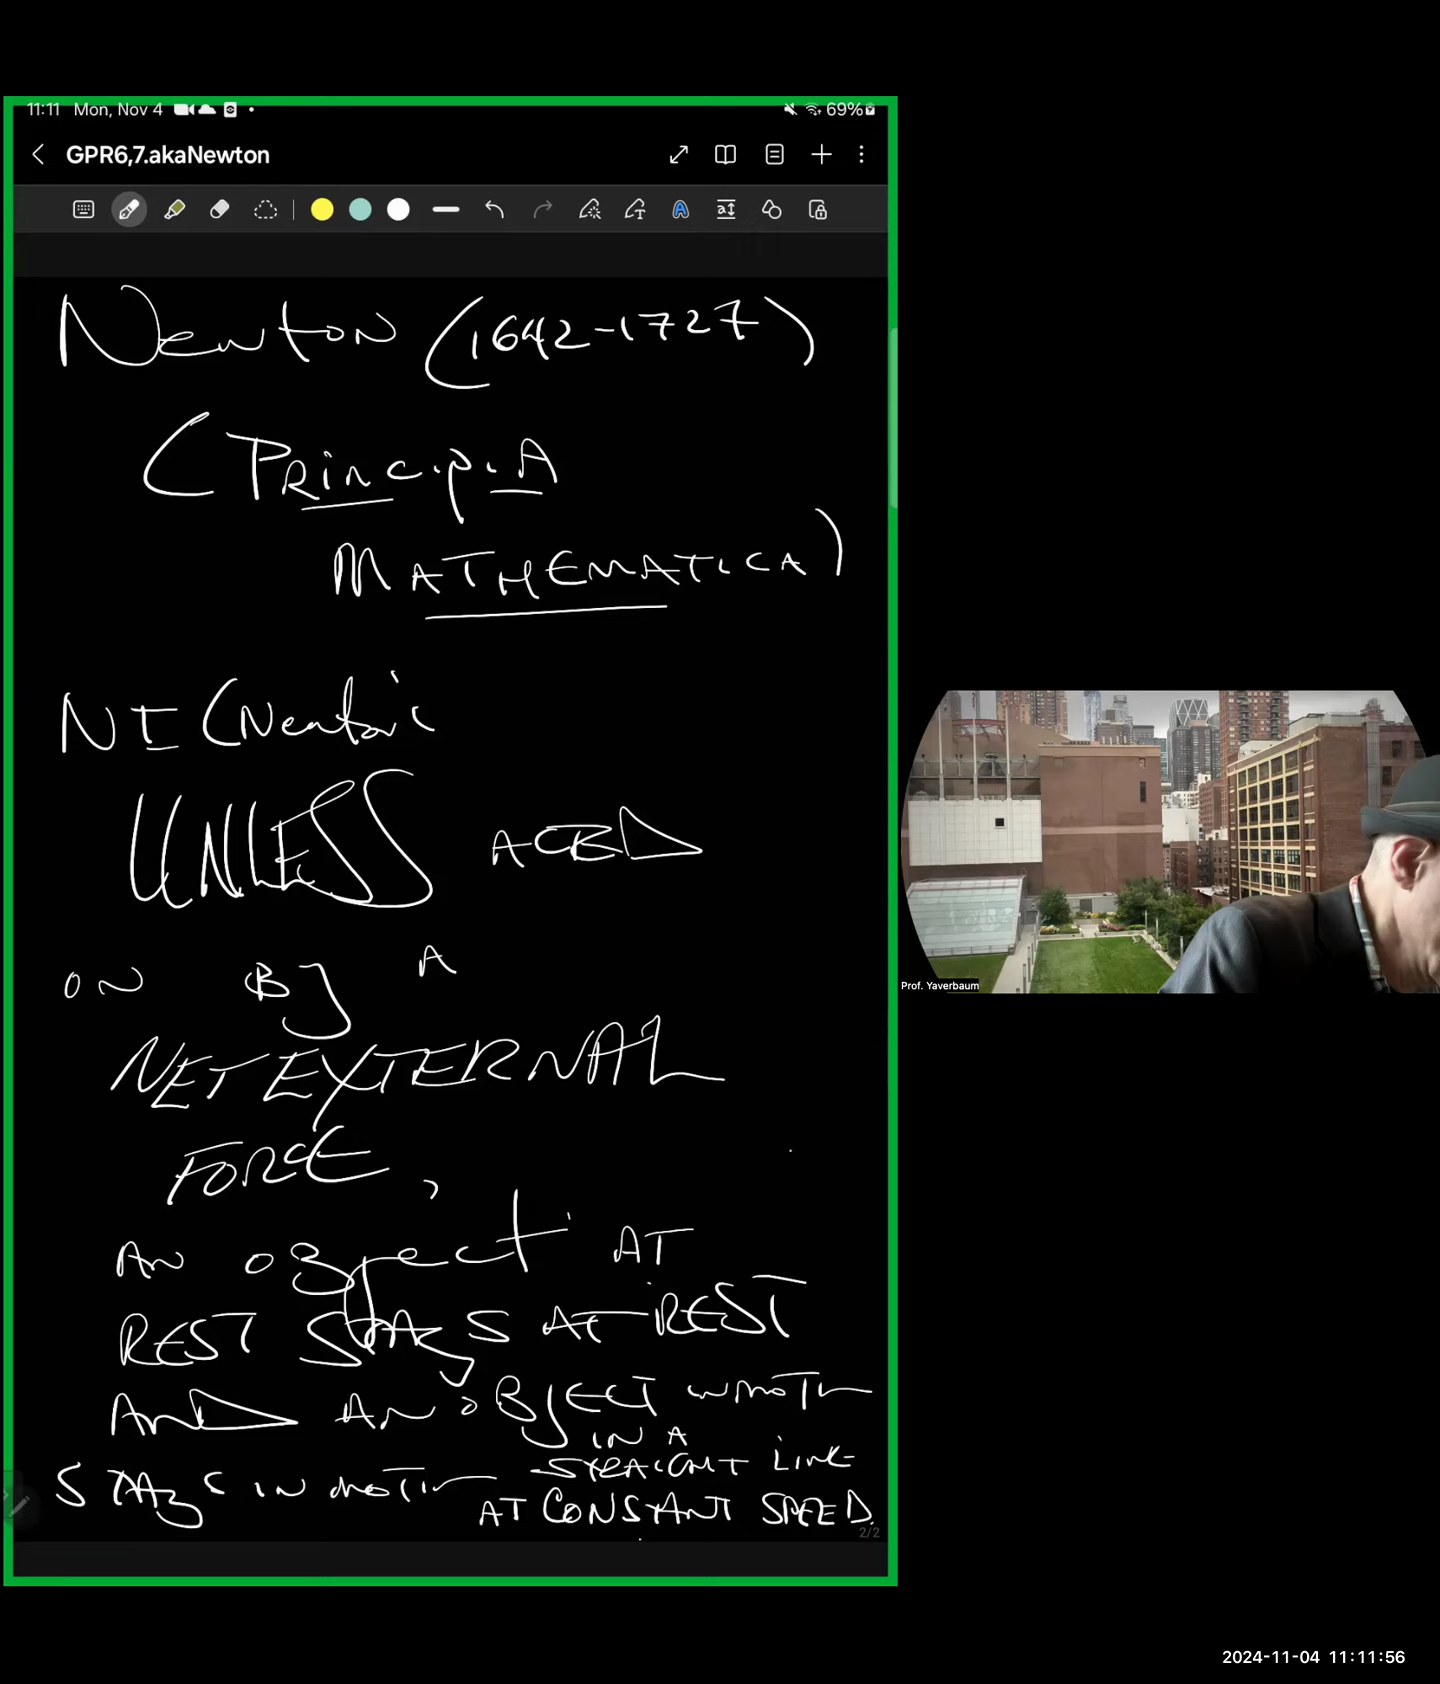 11:11 Mon, Nov 4 69%
GPR6,7.akaNewton
Newton (1642-1727)
(PRincipiA
MATHEMATICA)
NI (Newton
UNLESS ACTED
ON By A
NET EXTERNAL
FORCE,
AN OBject AT
REST STAyS AT REST
AND AN OBJECT IN MOTION
STAyS IN MOTION IN A
STRAIGHT LINE
AT CONSTANT SPEED.
2/2
Prof. Yaverbaum
2024-11-04 11:11:56